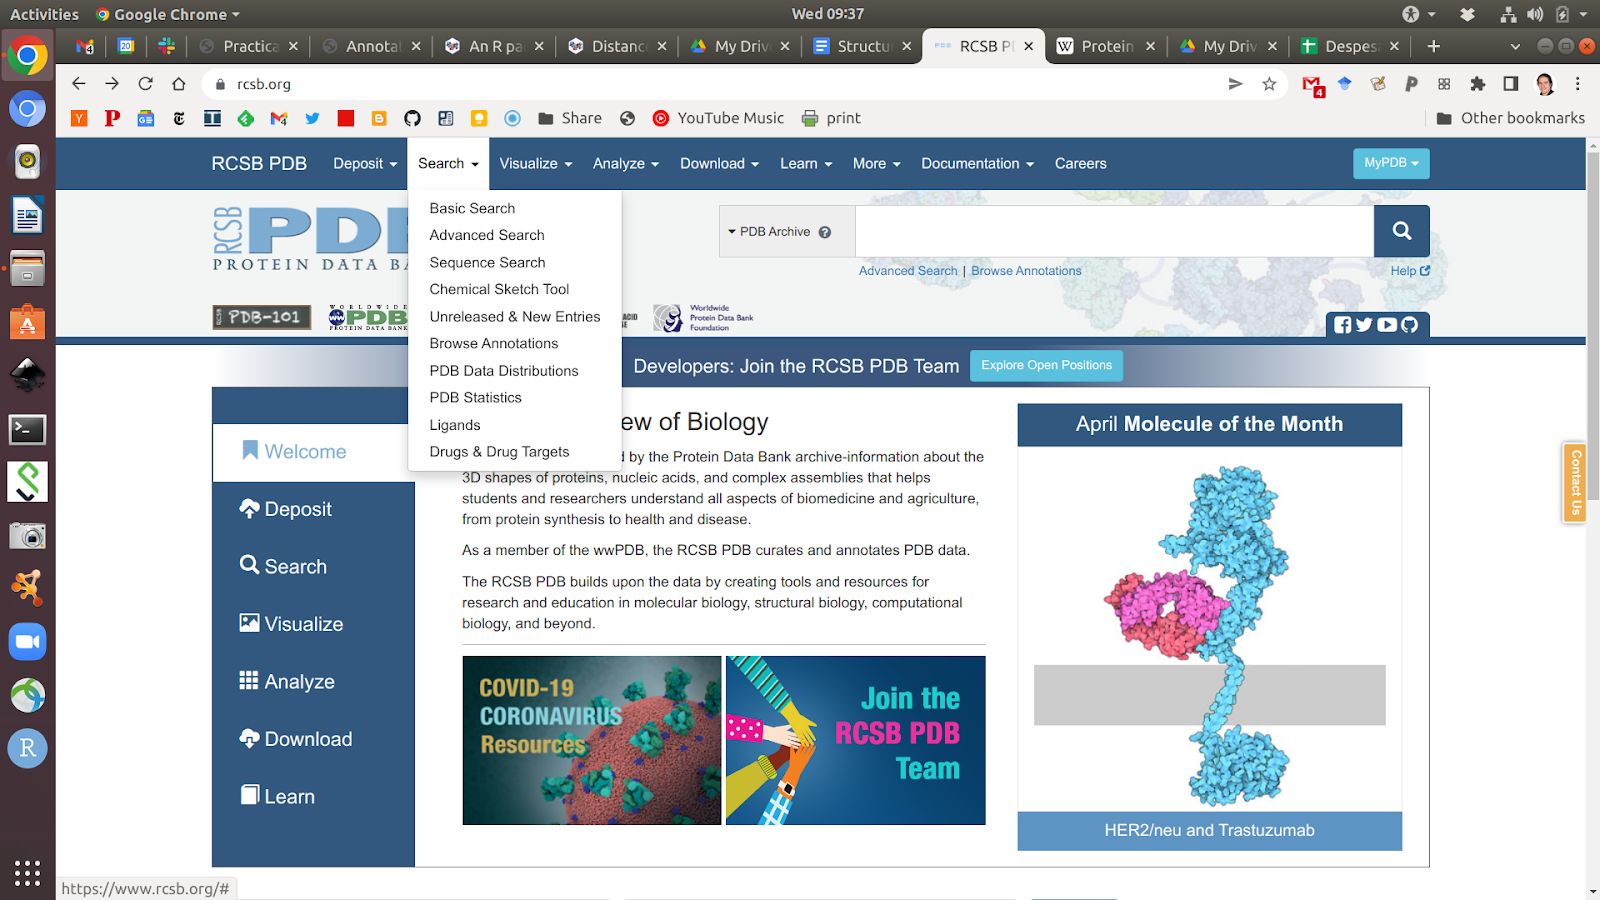 Activities
Google Chrome
Wed 09:37
4
20
Practica
Annotat
An R pa
Distanc
My Driv
Structu
RCSB P
Protein
My Driv
Despes
rcsb.org
4
Share
YouTube Music
print
Other bookmarks
RCSB PDB
Deposit
Search
Visualize
Analyze
Download
Learn
More
Documentation
Careers
MyPDB
Basic Search
Advanced Search
Sequence Search
Chemical Sketch Tool
Unreleased & New Entries
Browse Annotations
PDB Data Distributions
PDB Statistics
Ligands
Drugs & Drug Targets
RCSB
PD
PROTEIN DATA BA
PDB Archive
Advanced Search | Browse Annotations
Help
RCSB PDB-101
WORLDWIDE
PDB
PROTEIN DATA BANK
ACID
SE
Worldwide
Protein Data Bank
Foundation
Developers: Join the RCSB PDB Team
Explore Open Positions
Welcome
Deposit
Search
Visualize
Analyze
Download
Learn
ew of Biology
d by the Protein Data Bank archive-information about the
3D shapes of proteins, nucleic acids, and complex assemblies that helps
students and researchers understand all aspects of biomedicine and agriculture,
from protein synthesis to health and disease.
As a member of the wwPDB, the RCSB PDB curates and annotates PDB data.
The RCSB PDB builds upon the data by creating tools and resources for
research and education in molecular biology, structural biology, computational
biology, and beyond.
COVID-19
CORONAVIRUS
Resources
Join the
RCSB PDB
Team
April Molecule of the Month
HER2/neu and Trastuzumab
Contact Us
https://www.rcsb.org/#